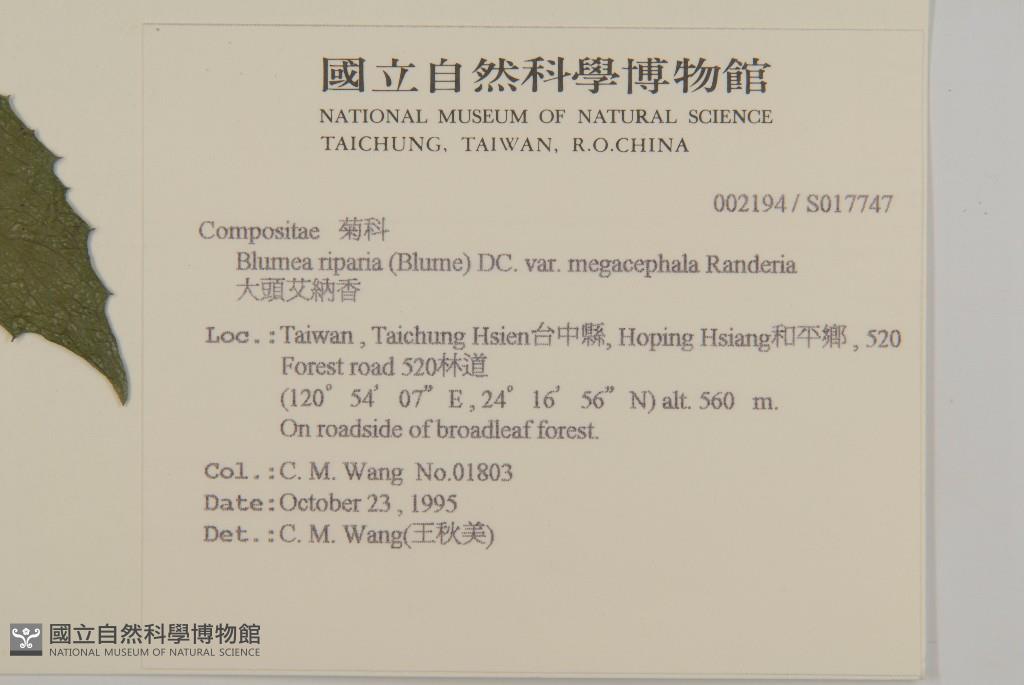 國立自然科學博物館
NATIONAL MUSEUM OF NATURAL SCIENCE
TAICHUNG, TAIWAN, R.O.CHINA
002194 / S017747
Compositae 菊科
Blumea riparia (Blume) DC. var. megacephala Randeria
大頭艾納香
Loc.:Taiwan , Taichung Hsien台中縣, Hoping Hsiang和平鄉 , 520
Forest road 520林道
(120° 54′ 07” E , 24° 16′ 56” N) alt. 560 m.
On roadside of broadleaf forest.
Col.:C. M. Wang No.01803
Date:October 23 , 1995
Det.:C. M. Wang(王秋美)
國立自然科學博物館
NATIONAL MUSEUM OF NATURAL SCIENCE